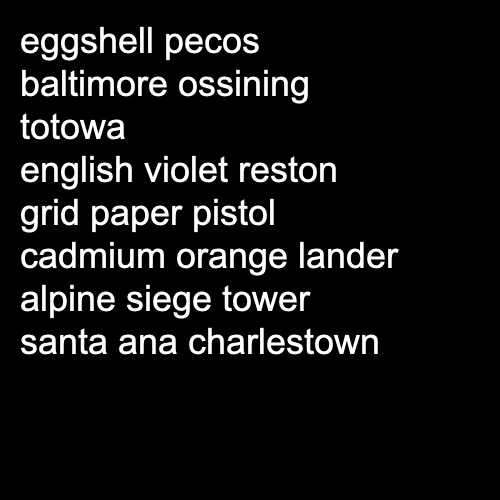 eggshell pecos
baltimore ossining
totowa
english violet reston
grid paper pistol
cadmium orange lander
alpine siege tower
santa ana charlestown